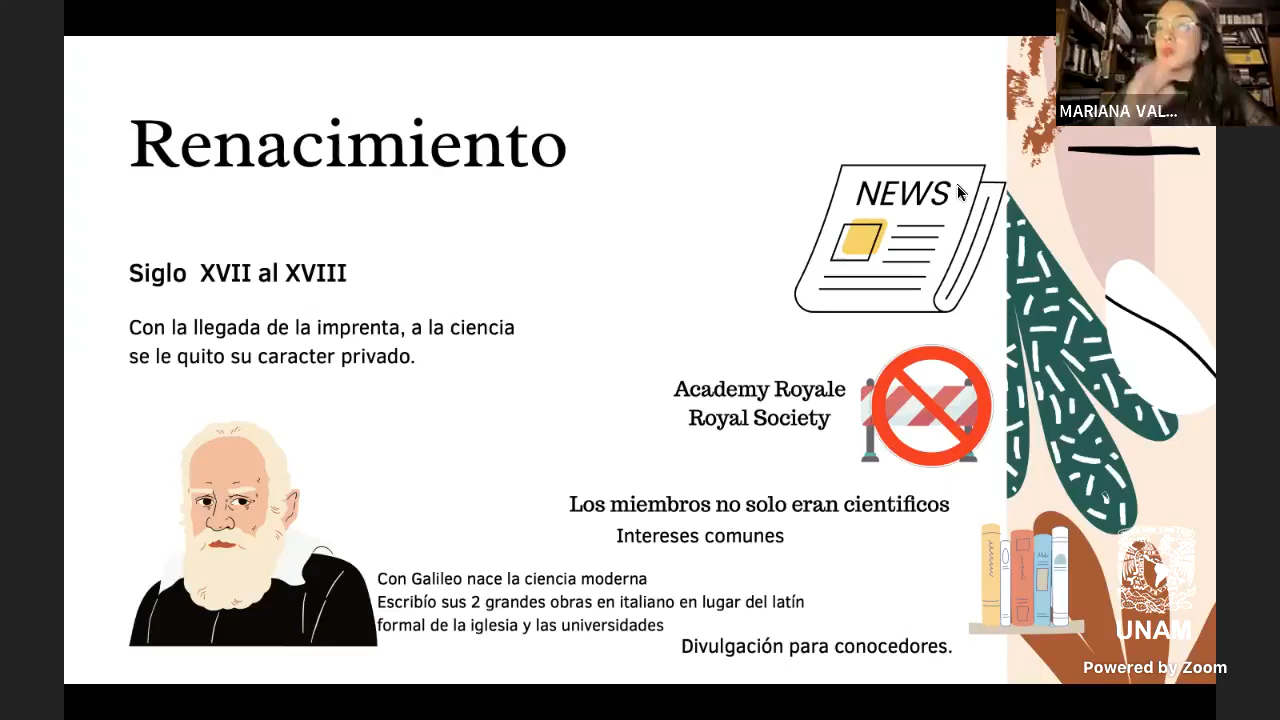 MARIANA VAL...
Renacimiento
NEWS
Siglo XVII al XVIII
Con la llegada de la imprenta, a la ciencia
se le quito su caracter privado.
Academy Royale
Royal Society
Los miembros no solo eran cientificos
Intereses comunes
Con Galileo nace la ciencia moderna
Escribío sus 2 grandes obras en italiano en lugar del latín
formal de la iglesia y las universidades
Divulgación para conocedores.
UNAM
Powered by Zoom